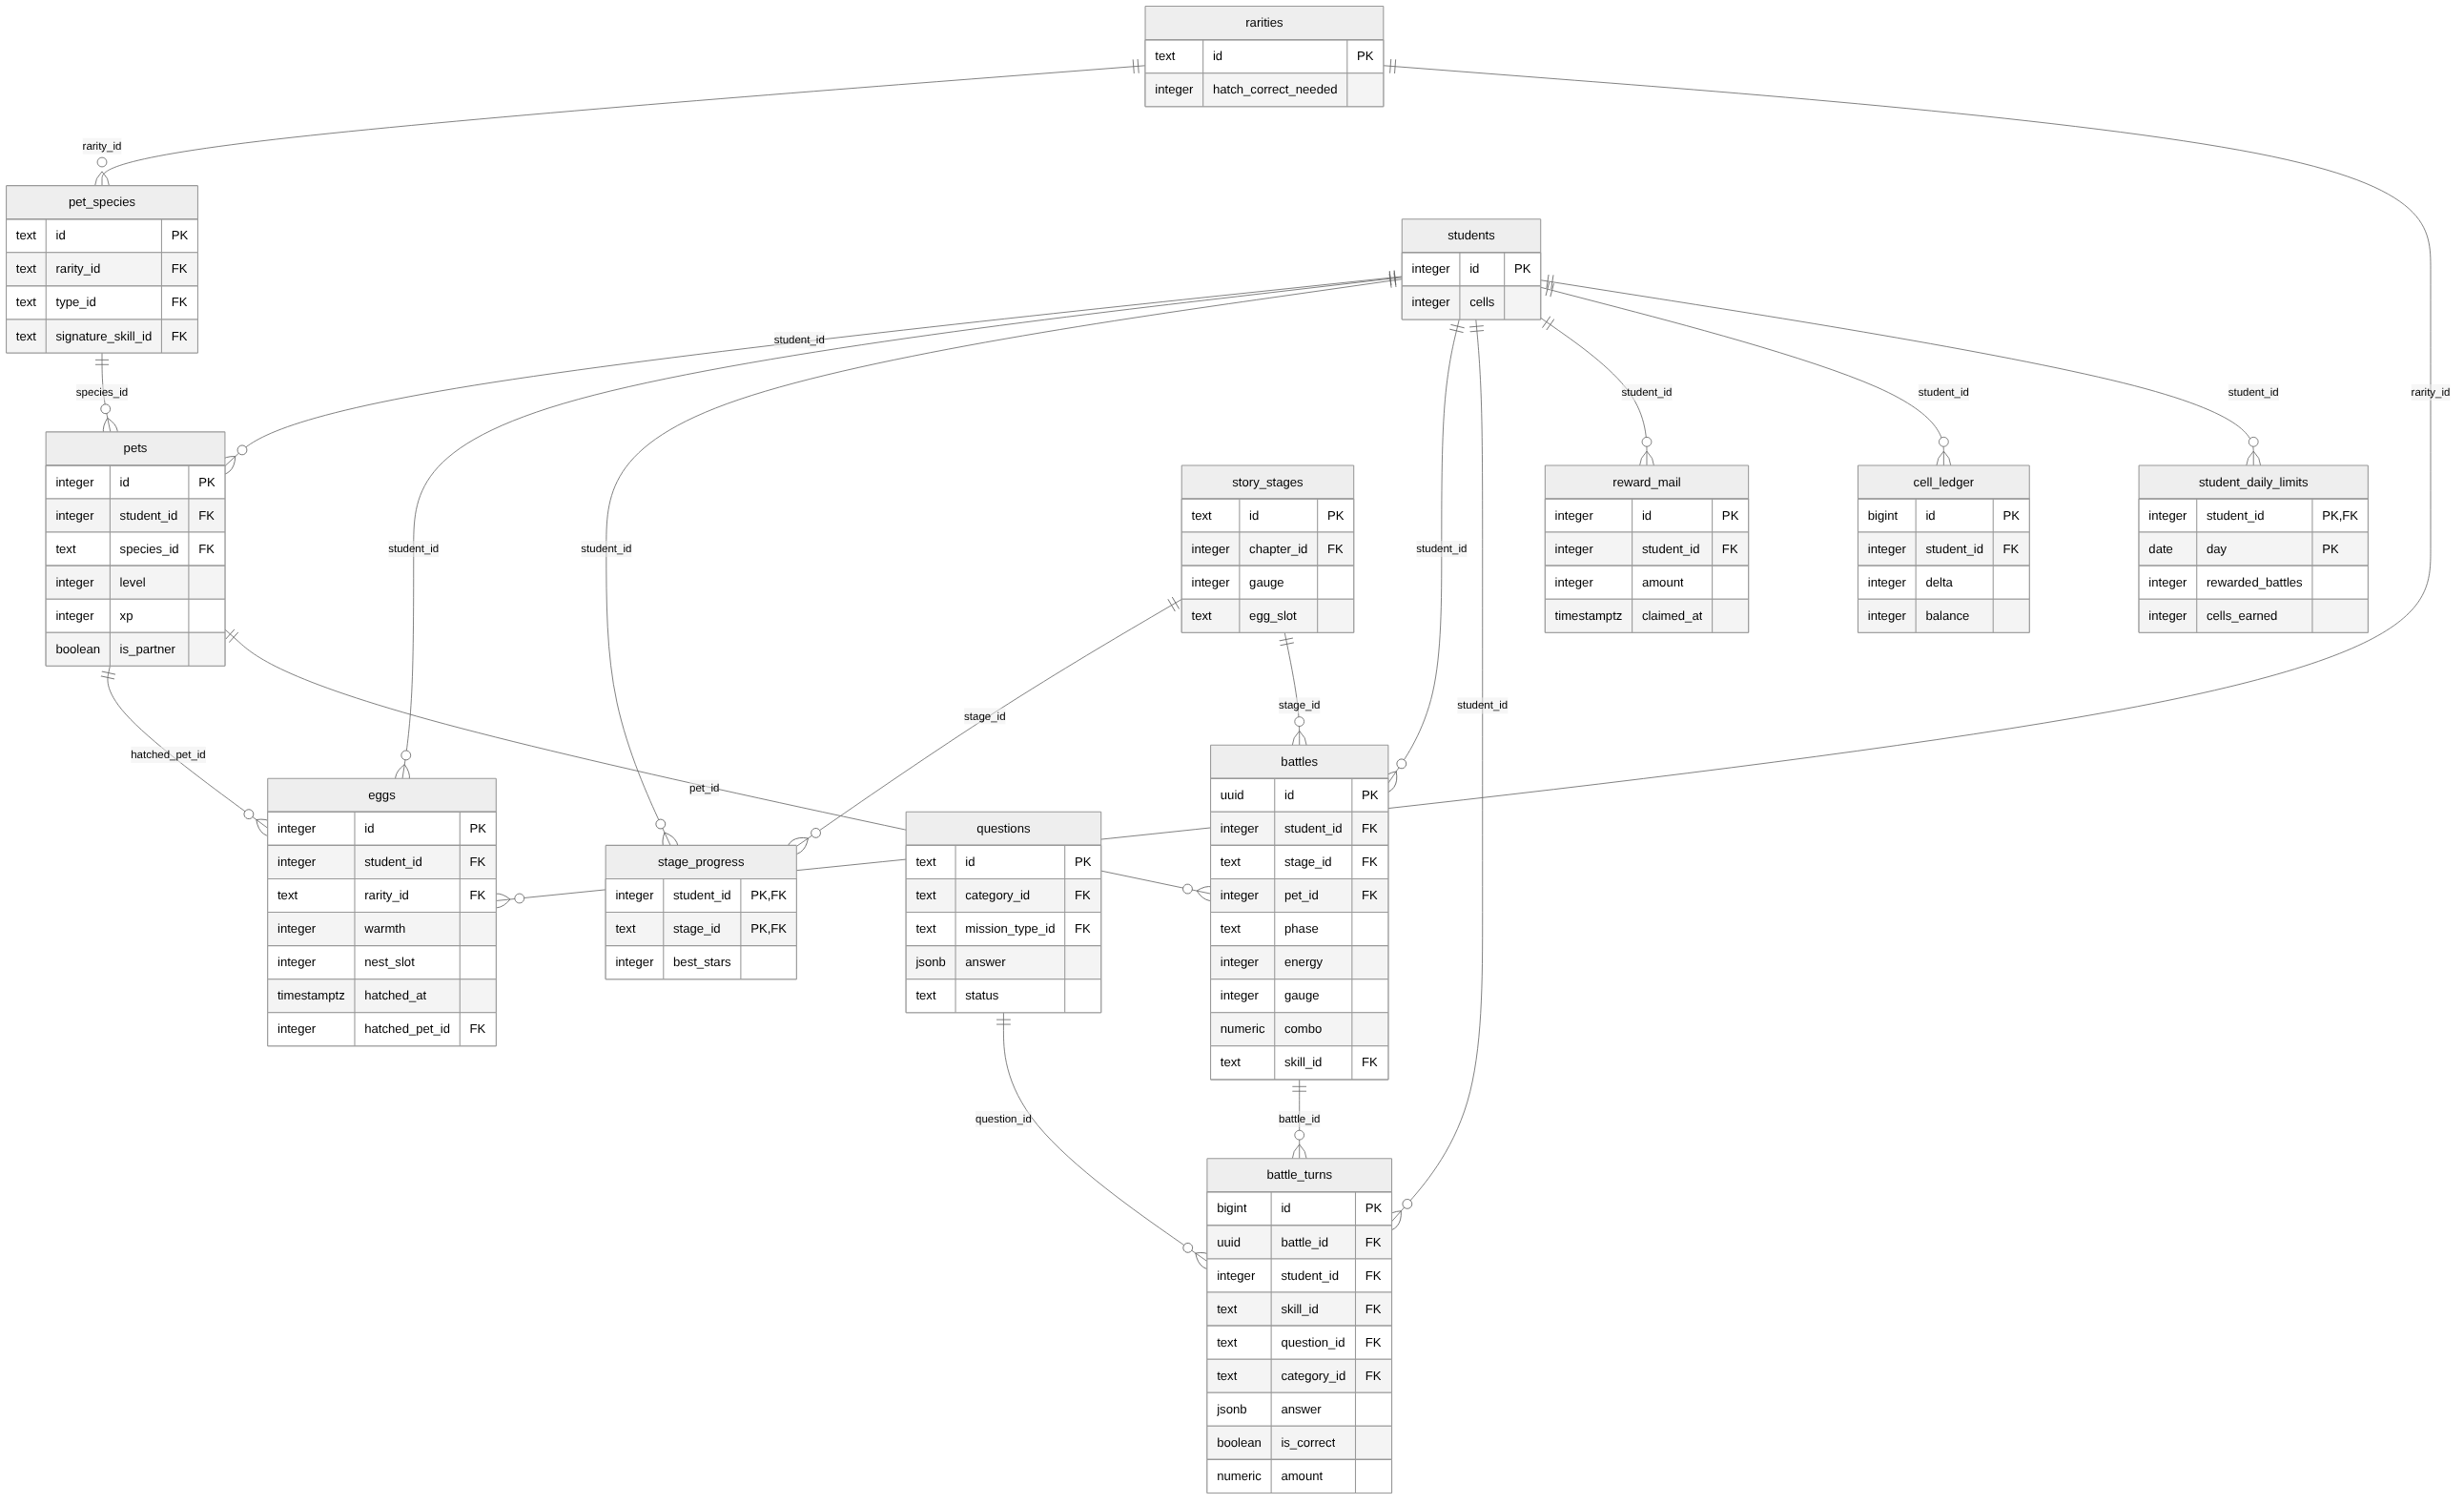 rarities
text id PK
integer hatch_correct_needed
rarity_id
pet_species
text id PK
text rarity_id FK
text type_id FK
text signature_skill_id FK
students
integer id PK
integer cells
student_id
species_id
student_id
student_id
student_id
rarity_id
pets
integer id PK
integer student_id FK
text species_id FK
integer level
integer xp
boolean is_partner
story_stages
text id PK
integer chapter_id FK
integer gauge
text egg_slot
reward_mail
integer id PK
integer student_id FK
integer amount
timestamptz claimed_at
cell_ledger
bigint id PK
integer student_id FK
integer delta
integer balance
student_daily_limits
integer student_id PK,FK
date day PK
integer rewarded_battles
integer cells_earned
student_id
student_id
student_id
student_id
stage_id
stage_id
hatched_pet_id
pet_id
eggs
integer id PK
integer student_id FK
text rarity_id FK
integer warmth
integer nest_slot
timestamptz hatched_at
integer hatched_pet_id FK
stage_progress
integer student_id PK,FK
text stage_id PK,FK
integer best_stars
questions
text id PK
text category_id FK
text mission_type_id FK
jsonb answer
text status
battles
uuid id PK
integer student_id FK
text stage_id FK
integer pet_id FK
text phase
integer energy
integer gauge
numeric combo
text skill_id FK
question_id
battle_id
battle_turns
bigint id PK
uuid battle_id FK
integer student_id FK
text skill_id FK
text question_id FK
text category_id FK
jsonb answer
boolean is_correct
numeric amount